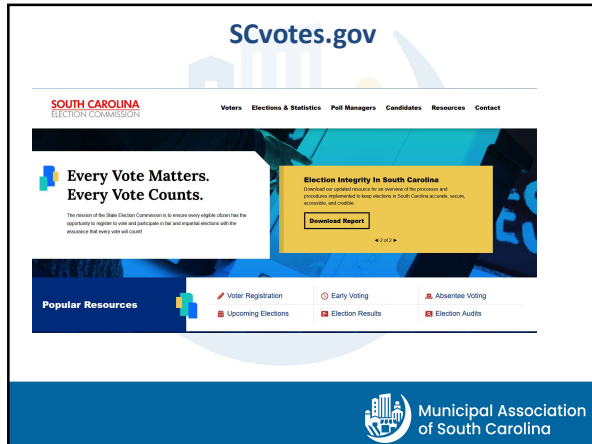 SCvotes.gov
SOUTH CAROLINA
ELECTION COMMISSION
Voters Elections & Statistics Poll Managers Candidates Resources Contact
Every Vote Matters.
Every Vote Counts.
The mission of the State Election Commission is to ensure every eligible citizen has the
opportunity to register to vote and participate in fair and impartial elections with the
assurance that every vote will count!
Election Integrity In South Carolina
Download our updated resource for an overview of the processes and
procedures implemented to keep elections in South Carolina accurate, secure,
accessible, and credible.
Download Report
◄ 2 of 2 ►
Popular Resources
Voter Registration Early Voting Absentee Voting
Upcoming Elections Election Results Election Audits
Municipal Association
of South Carolina